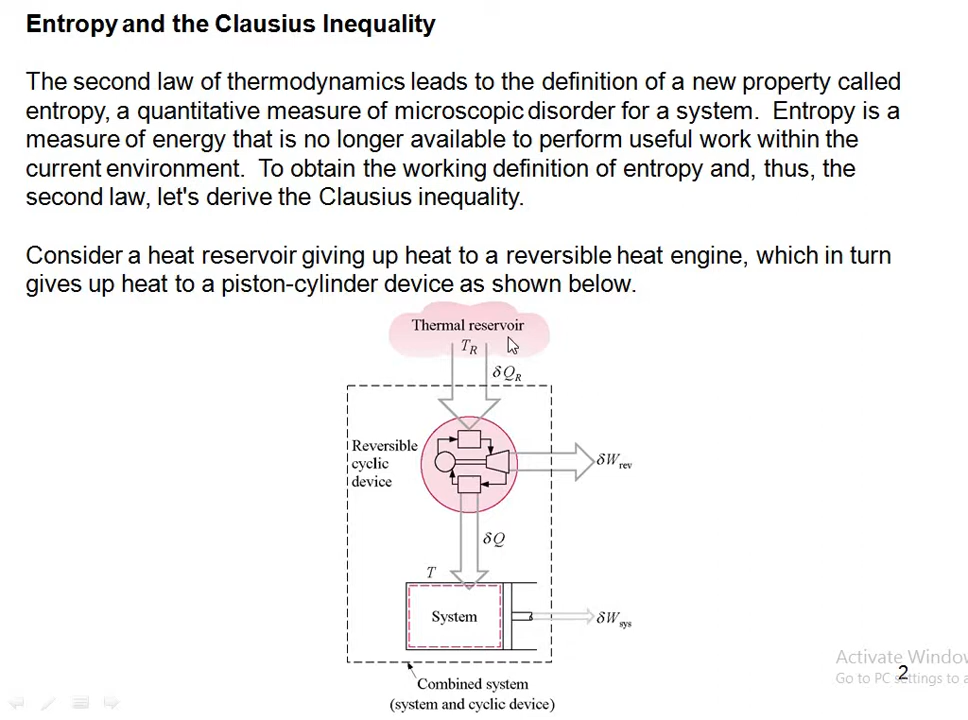 Entropy and the Clausius Inequality
The second law of thermodynamics leads to the definition of a new property called
entropy, a quantitative measure of microscopic disorder for a system.  Entropy is a
measure of energy that is no longer available to perform useful work within the
current environment.  To obtain the working definition of entropy and, thus, the
second law, let's derive the Clausius inequality.
Consider a heat reservoir giving up heat to a reversible heat engine, which in turn
gives up heat to a piston-cylinder device as shown below.
Thermal reservoir
T_R
δQ_R
Reversible
cyclic
device
δW_rev
δQ
T
System
δW_sys
Combined system
(system and cyclic device)
Activate Window
Go to PC settings to a
2